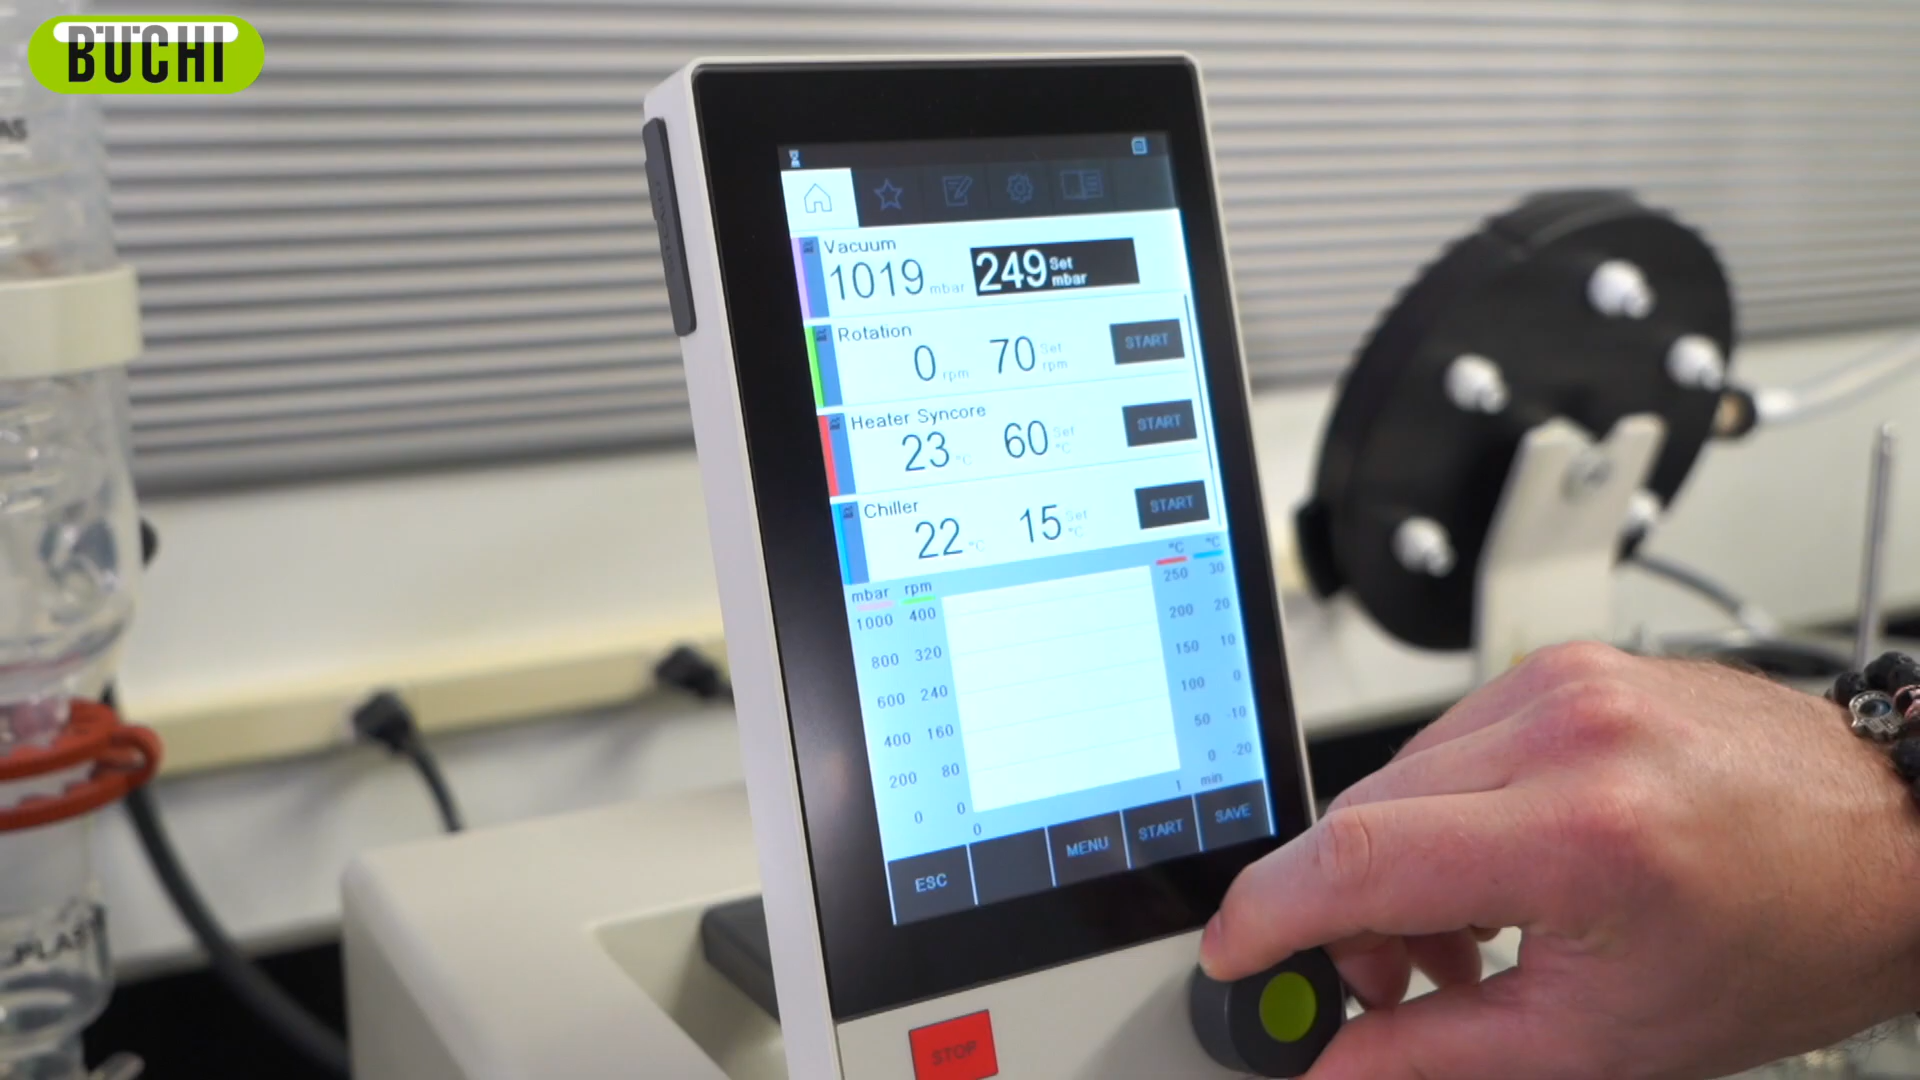 BÜCHI
Vacuum
1019 mbar 249 Set mbar
Rotation
0 rpm 70 Set rpm START
Heater Syncore
23 °C 60 Set °C START
Chiller
22 °C 15 Set °C START
mbar rpm °C °C
1000 400 250 30
800 320 200 20
600 240 150 10
400 160 100 0
200 80 50 -10
0 0 0 -20
0 1 min
ESC MENU START SAVE
STOP